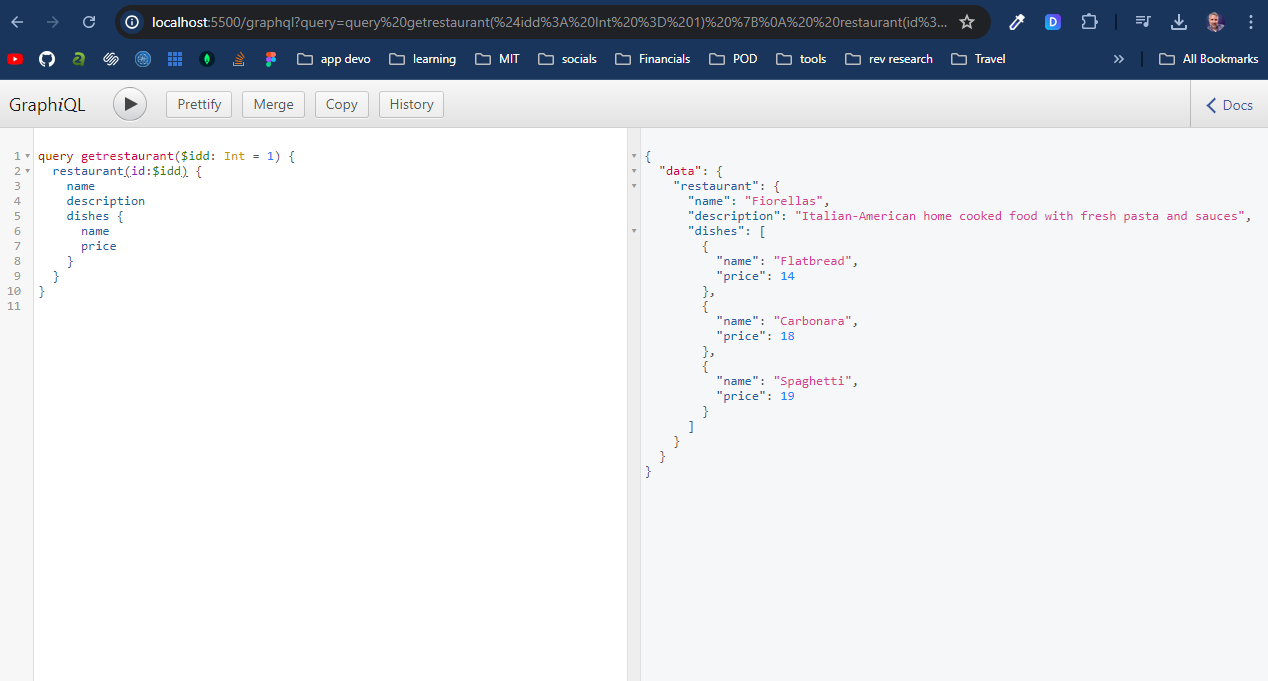 localhost:5500/graphql?query=query%20getrestaurant(%24idd%3A%20Int%20%3D%201)%20%7B%0A%20%20restaurant(id%3...
D
app devo learning MIT socials Financials POD tools rev research Travel » All Bookmarks
GraphiQL Prettify Merge Copy History Docs
1 query getrestaurant($idd: Int = 1) {
2 restaurant(id:$idd) {
3 name
4 description
5 dishes {
6 name
7 price
8 }
9 }
10 }
11
{
"data": {
"restaurant": {
"name": "Fiorellas",
"description": "Italian-American home cooked food with fresh pasta and sauces",
"dishes": [
{
"name": "Flatbread",
"price": 14
},
{
"name": "Carbonara",
"price": 18
},
{
"name": "Spaghetti",
"price": 19
}
]
}
}
}